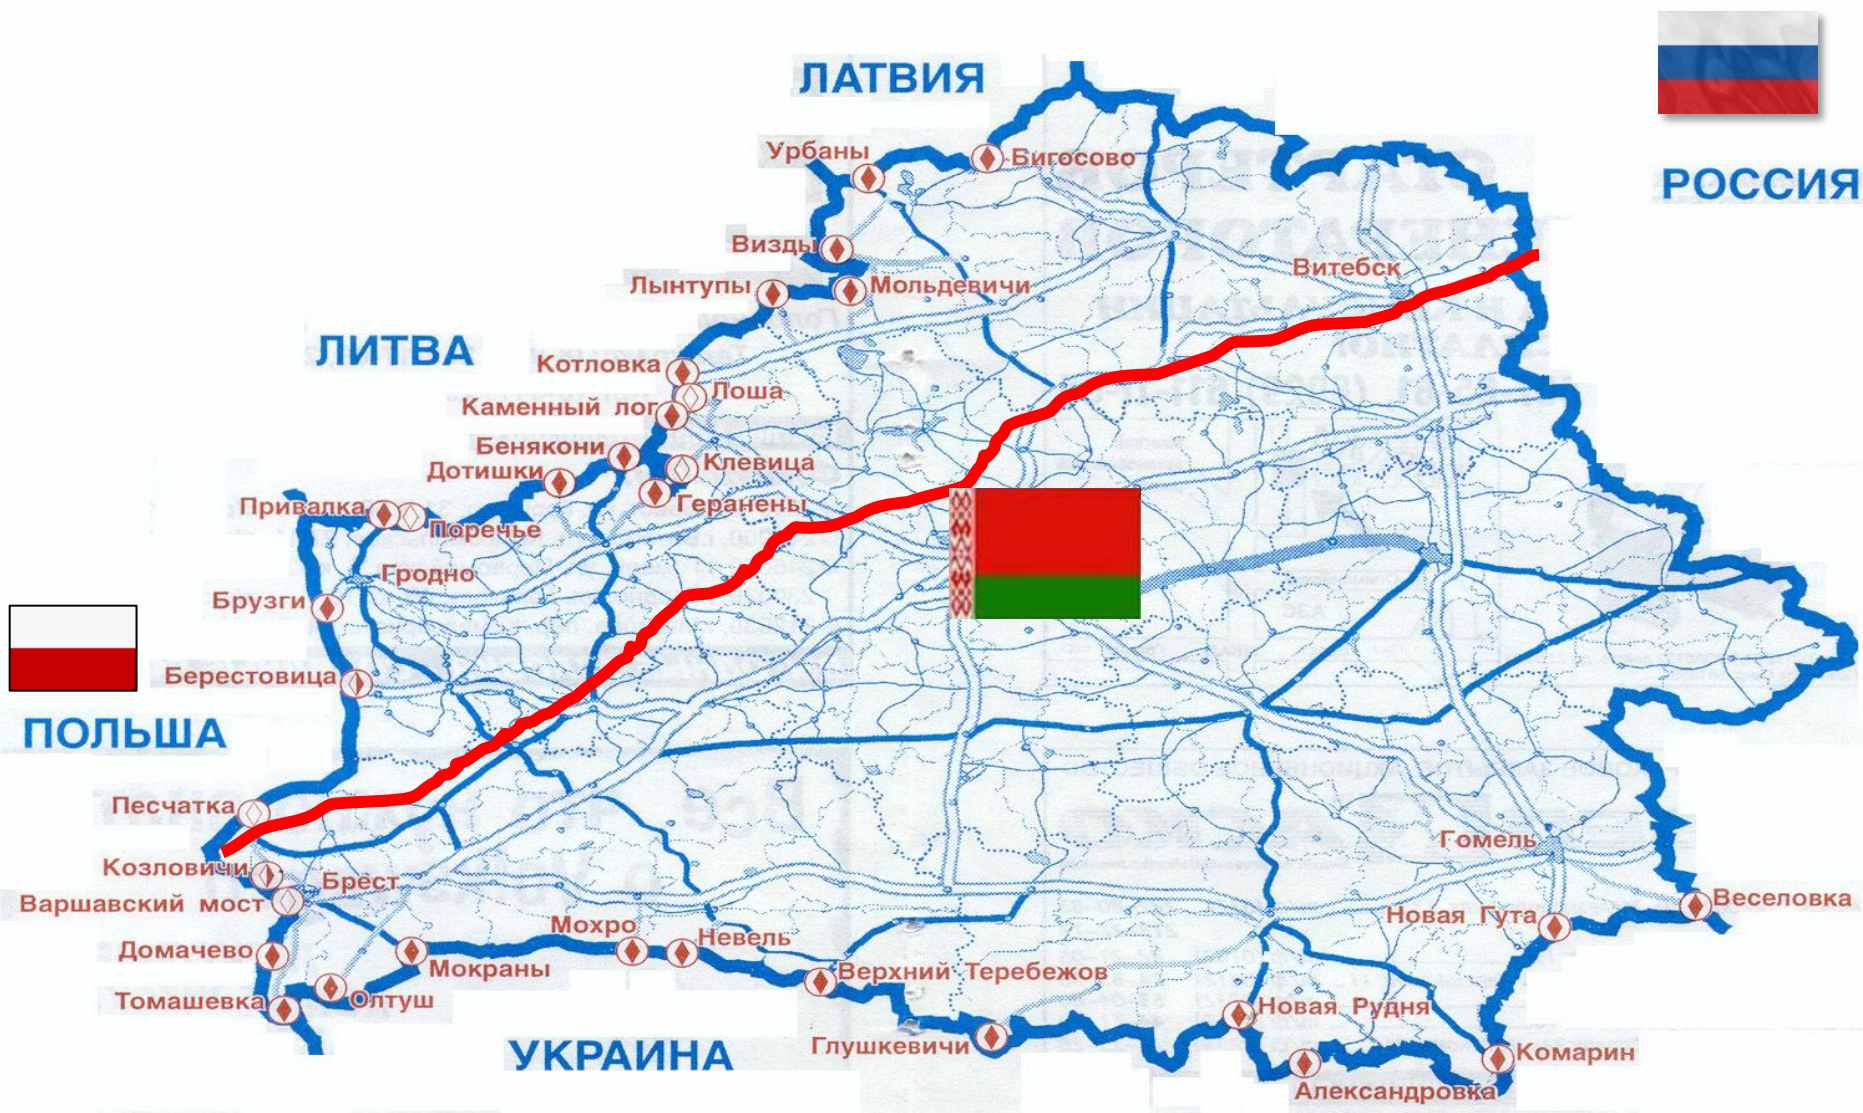 ЛАТВИЯ
РОССИЯ
Урбаны
Бигосово
Визды
Витебск
Лынтупы
Мольдевичи
ЛИТВА
Котловка
Лоша
Каменный лог
Бенякони
Клевица
Дотишки
Геранены
Привалка
Поречье
Гродно
Брузги
Берестовица
ПОЛЬША
Песчатка
Гомель
Козловичи
Брест
Варшавский мост
Веселовка
Новая Гута
Мохро
Невель
Домачево
Мокраны
Верхний Теребежов
Томашевка
Олтуш
Новая Рудня
УКРАИНА
Глушкевичи
Комарин
Александровка